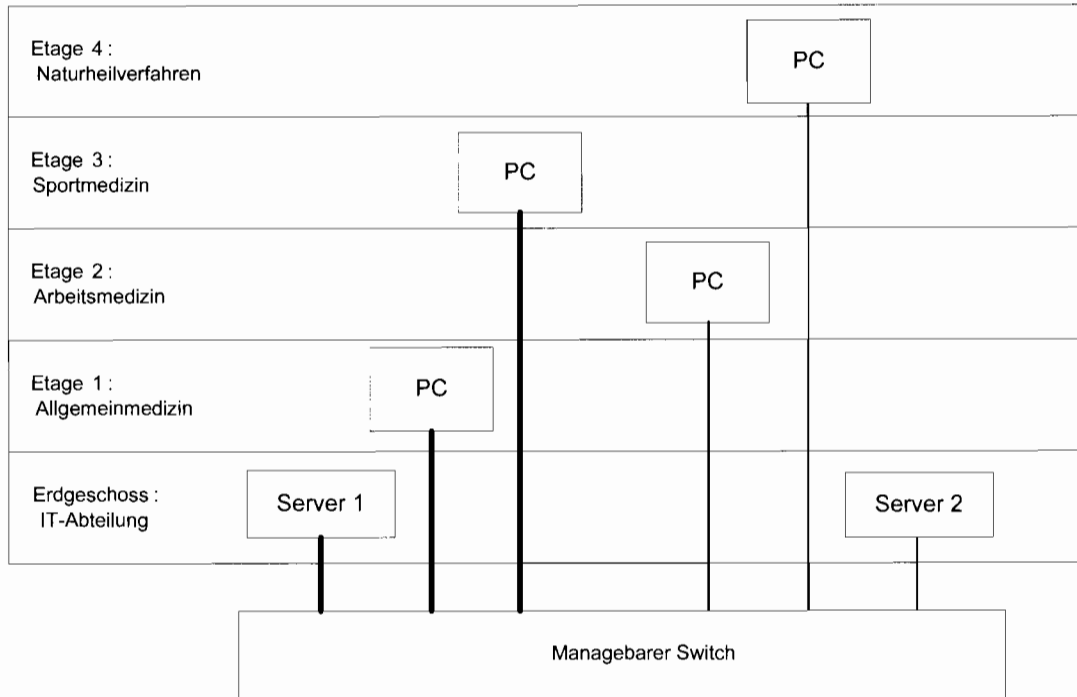 Etage 4 :
Naturheilverfahren
PC
Etage 3 :
Sportmedizin
PC
Etage 2 :
Arbeitsmedizin
PC
Etage 1 :
Allgemeinmedizin
PC
Erdgeschoss :
IT-Abteilung
Server 1
Server 2
Managebarer Switch